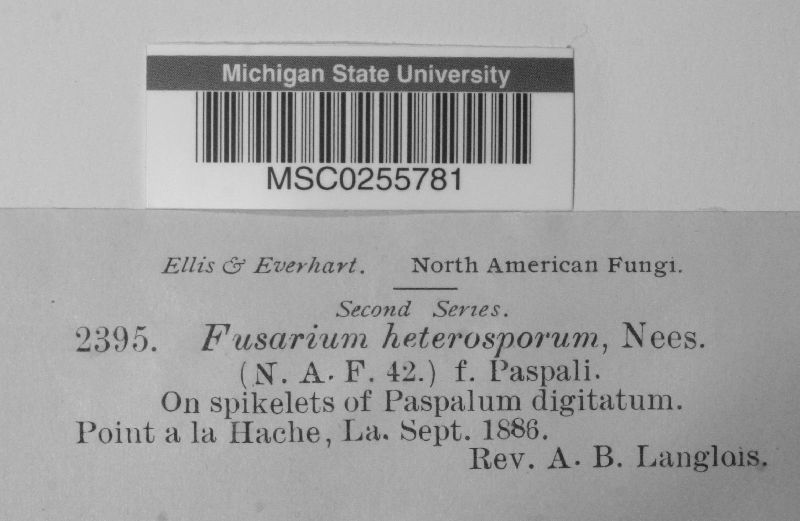 Michigan State University
MSC0255781
Ellis & Everhart. North American Fungi.
Second Series.
2395. Fusarium heterosporum, Nees.
(N. A. F. 42.) f. Paspali.
On spikelets of Paspalum digitatum.
Point a la Hache, La. Sept. 1886.
Rev. A. B. Langlois.